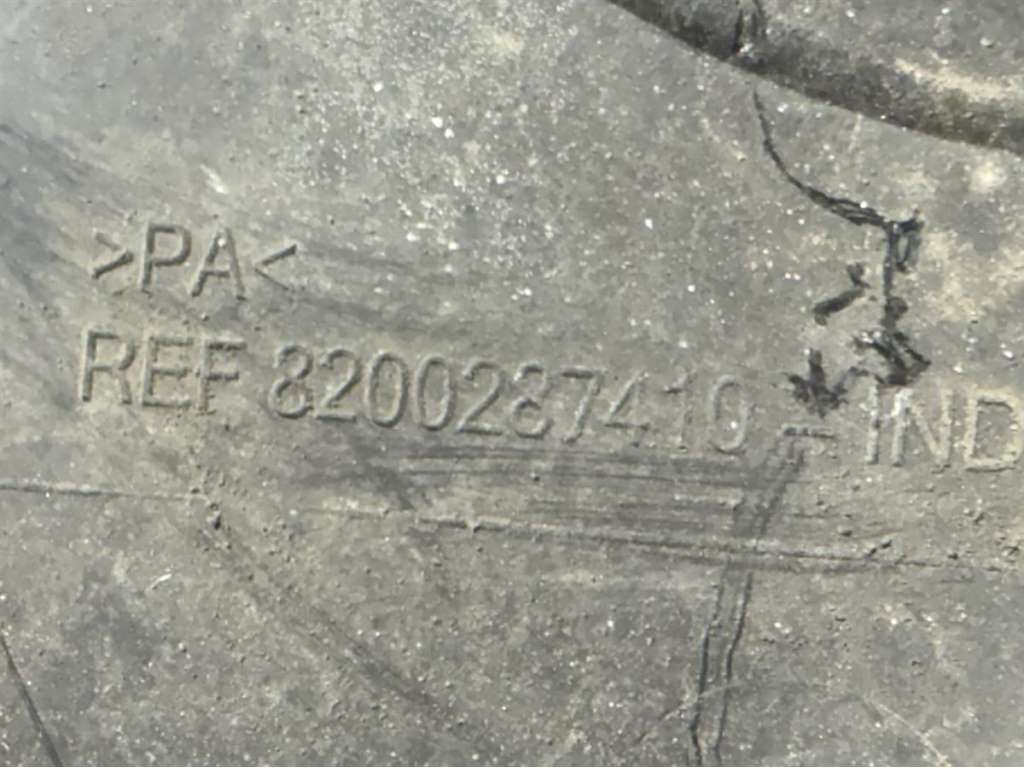 >PA<
REF 8200287410 - IND